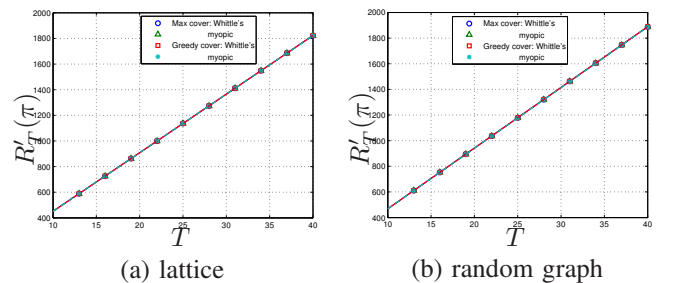 2000
1800
1600
1400
1200
1000
800
600
400
R'_T(π)
Max cover: Whittle's
myopic
Greedy cover: Whittle's
myopic
10 15 20 25 30 35 40
T
(a) lattice
2000
1800
1600
1400
1200
1000
800
600
400
R'_T(π)
Max cover: Whittle's
myopic
Greedy cover: Whittle's
myopic
10 15 20 25 30 35 40
T
(b) random graph